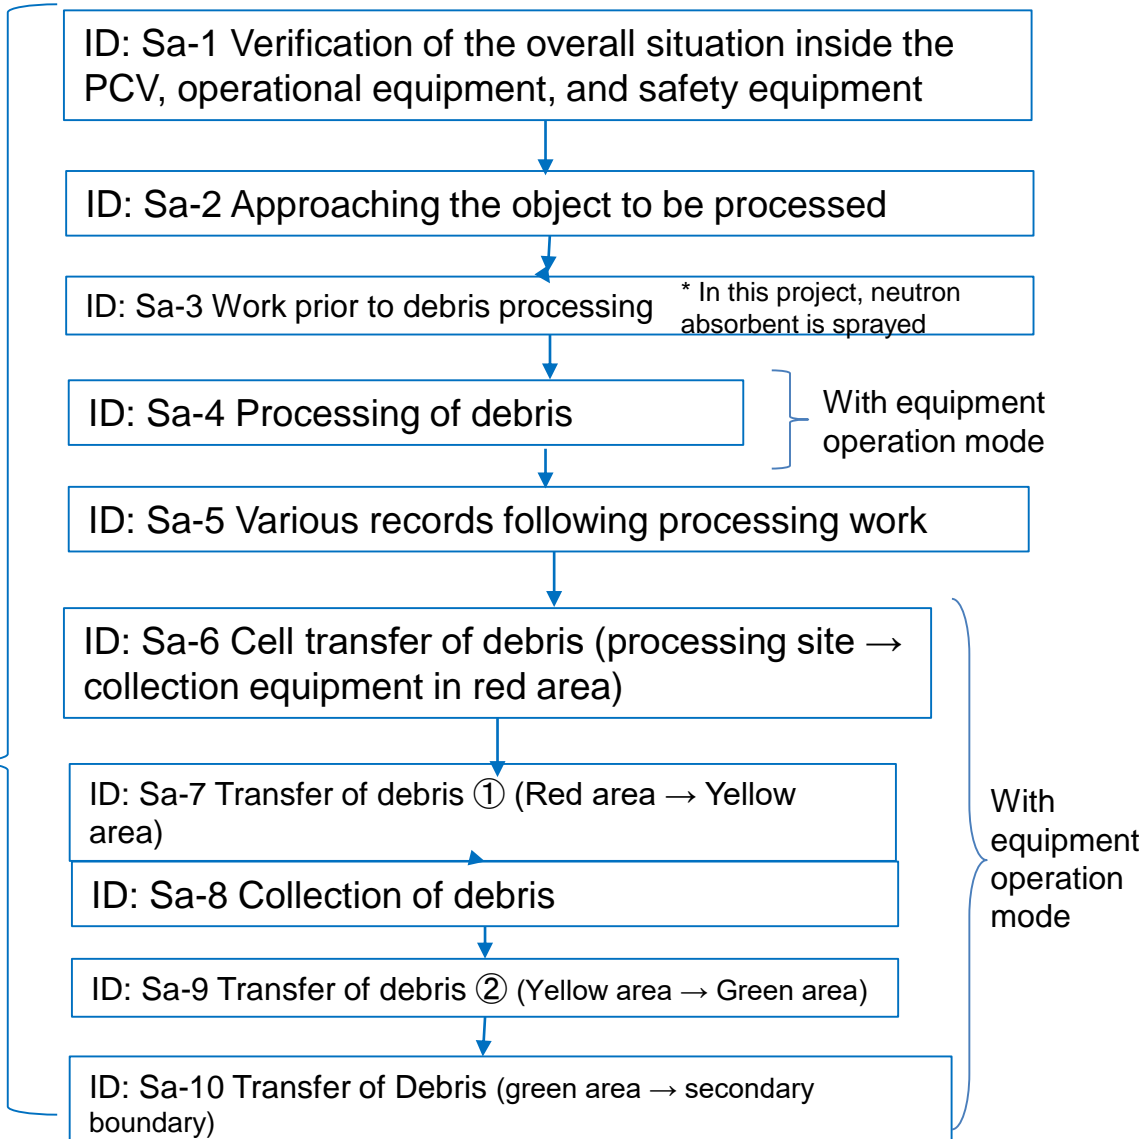 ID: Sa-1 Verification of the overall situation inside the
PCV, operational equipment, and safety equipment
ID: Sa-2 Approaching the object to be processed
ID: Sa-3 Work prior to debris processing
* In this project, neutron
absorbent is sprayed
ID: Sa-4 Processing of debris
With equipment
operation mode
ID: Sa-5 Various records following processing work
ID: Sa-6 Cell transfer of debris (processing site →
collection equipment in red area)
ID: Sa-7 Transfer of debris ① (Red area → Yellow
area)
ID: Sa-8 Collection of debris
ID: Sa-9 Transfer of debris ② (Yellow area → Green area)
ID: Sa-10 Transfer of Debris (green area → secondary
boundary)
With
equipment
operation
mode